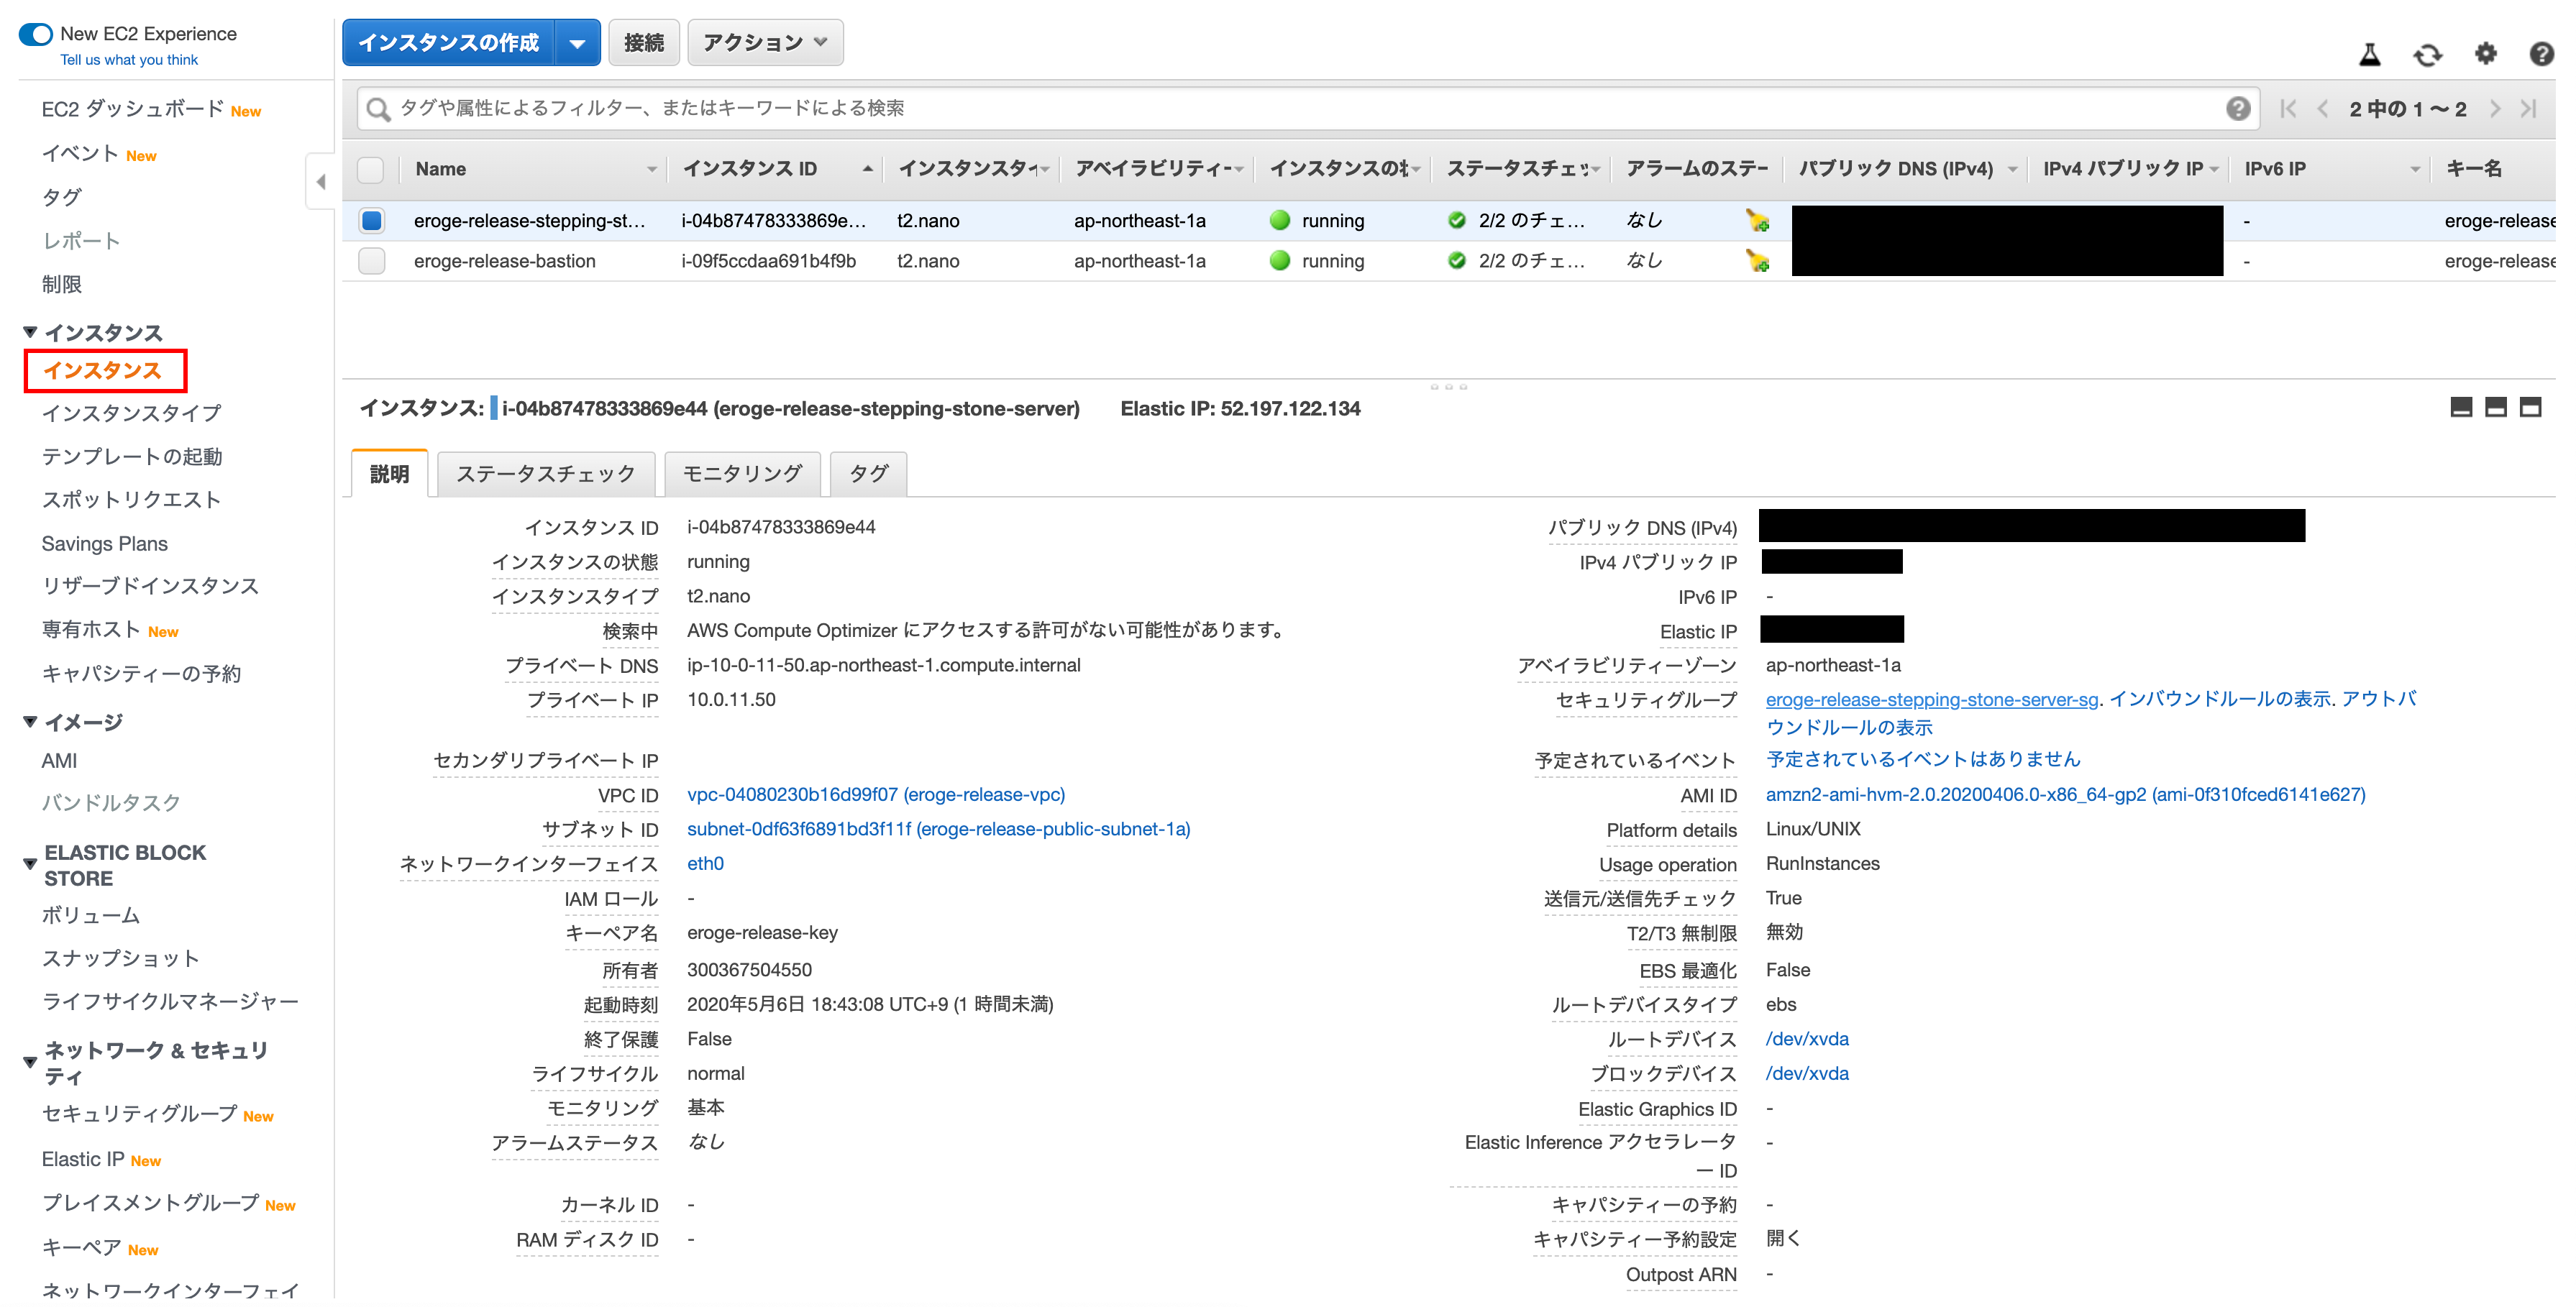 New EC2 Experience
Tell us what you think
EC2 ダッシュボード New
イベント New
タグ
レポート
制限
インスタンス
インスタンス
インスタンスタイプ
テンプレートの起動
スポットリクエスト
Savings Plans
リザーブドインスタンス
専有ホスト New
キャパシティーの予約
イメージ
AMI
バンドルタスク
ELASTIC BLOCK
STORE
ボリューム
スナップショット
ライフサイクルマネージャー
ネットワーク & セキュリ
ティ
セキュリティグループ New
Elastic IP New
プレイスメントグループ New
キーペア New
ネットワークインターフェイ
インスタンスの作成 接続 アクション
タグや属性によるフィルター、またはキーワードによる検索 2 中の 1 ~ 2
Name インスタンス ID インスタンスタイ アベイラビリティー インスタンスの状 ステータスチェッ アラームのステー パブリック DNS (IPv4) IPv4 パブリック IP IPv6 IP キー名
eroge-release-stepping-st... i-04b87478333869e... t2.nano ap-northeast-1a running 2/2 のチェ... なし - eroge-release
eroge-release-bastion i-09f5ccdaa691b4f9b t2.nano ap-northeast-1a running 2/2 のチェ... なし - eroge-release
インスタンス: i-04b87478333869e44 (eroge-release-stepping-stone-server) Elastic IP: 52.197.122.134
説明 ステータスチェック モニタリング タグ
インスタンス ID i-04b87478333869e44
インスタンスの状態 running
インスタンスタイプ t2.nano
検索中 AWS Compute Optimizer にアクセスする許可がない可能性があります。
プライベート DNS ip-10-0-11-50.ap-northeast-1.compute.internal
プライベート IP 10.0.11.50
セカンダリプライベート IP
VPC ID vpc-04080230b16d99f07 (eroge-release-vpc)
サブネット ID subnet-0df63f6891bd3f11f (eroge-release-public-subnet-1a)
ネットワークインターフェイス eth0
IAM ロール -
キーペア名 eroge-release-key
所有者 300367504550
起動時刻 2020年5月6日 18:43:08 UTC+9 (1 時間未満)
終了保護 False
ライフサイクル normal
モニタリング 基本
アラームステータス なし
カーネル ID -
RAM ディスク ID -
パブリック DNS (IPv4)
IPv4 パブリック IP
IPv6 IP -
Elastic IP
アベイラビリティーゾーン ap-northeast-1a
セキュリティグループ eroge-release-stepping-stone-server-sg. インバウンドルールの表示. アウトバ
ウンドルールの表示
予定されているイベント 予定されているイベントはありません
AMI ID amzn2-ami-hvm-2.0.20200406.0-x86_64-gp2 (ami-0f310fced6141e627)
Platform details Linux/UNIX
Usage operation RunInstances
送信元/送信先チェック True
T2/T3 無制限 無効
EBS 最適化 False
ルートデバイスタイプ ebs
ルートデバイス /dev/xvda
ブロックデバイス /dev/xvda
Elastic Graphics ID -
Elastic Inference アクセラレータ -
ー ID
キャパシティーの予約 -
キャパシティー予約設定 開く
Outpost ARN -